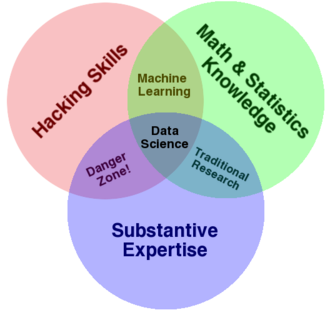 Hacking Skills
Math & Statistics
Knowledge
Machine
Learning
Data
Science
Danger
Zone!
Traditional
Research
Substantive
Expertise